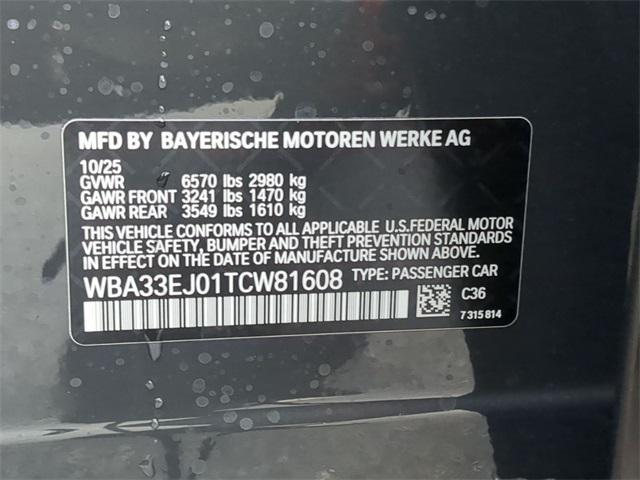 MFD BY BAYERISCHE MOTOREN WERKE AG
10/25
GVWR 6570 lbs 2980 kg
GAWR FRONT 3241 lbs 1470 kg
GAWR REAR 3549 lbs 1610 kg
THIS VEHICLE CONFORMS TO ALL APPLICABLE U.S.FEDERAL MOTOR
VEHICLE SAFETY, BUMPER AND THEFT PREVENTION STANDARDS
IN EFFECT ON THE DATE OF MANUFACTURE SHOWN ABOVE.
WBA33EJ01TCW81608 TYPE: PASSENGER CAR
C36
7315814